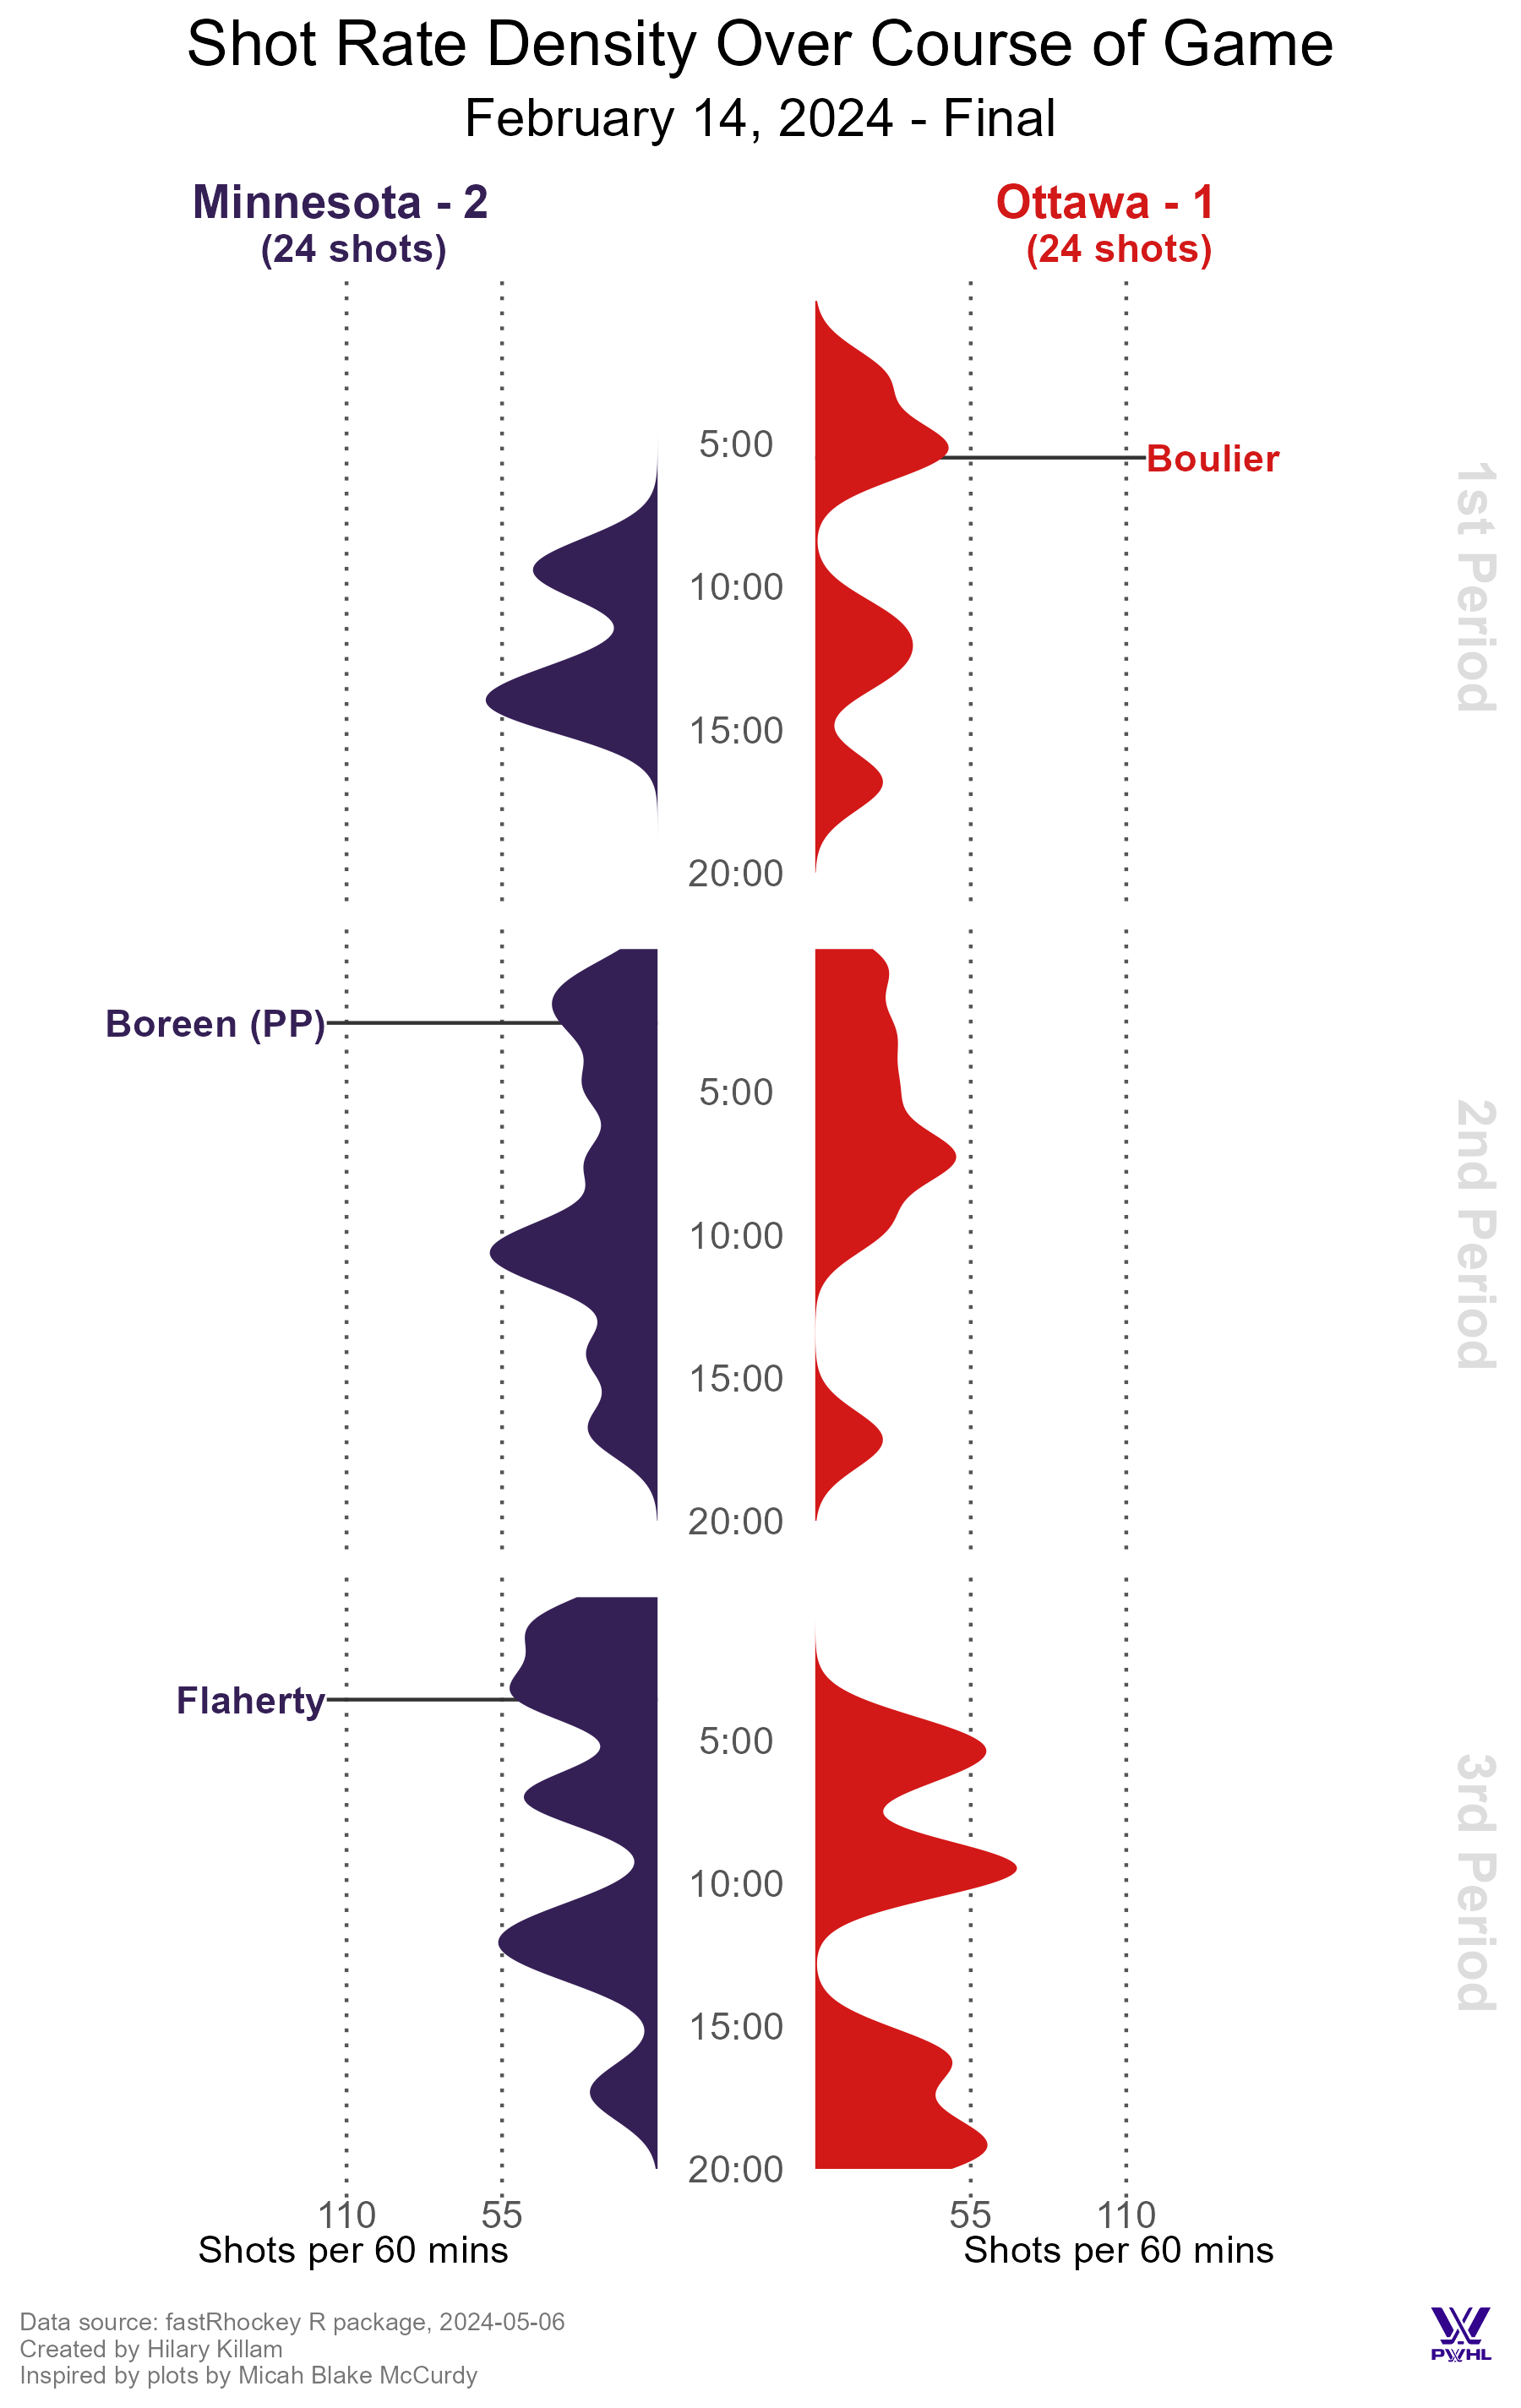 Shot Rate Density Over Course of Game
February 14, 2024 - Final
Minnesota - 2
(24 shots)
Ottawa - 1
(24 shots)
5:00
Boulier
10:00
15:00
20:00
1st Period
Boreen (PP)
5:00
10:00
15:00
20:00
2nd Period
Flaherty
5:00
10:00
15:00
20:00
3rd Period
110
55
55
110
Shots per 60 mins
Shots per 60 mins
Data source: fastRhockey R package, 2024-05-06
Created by Hilary Killam
Inspired by plots by Micah Blake McCurdy
PWHL